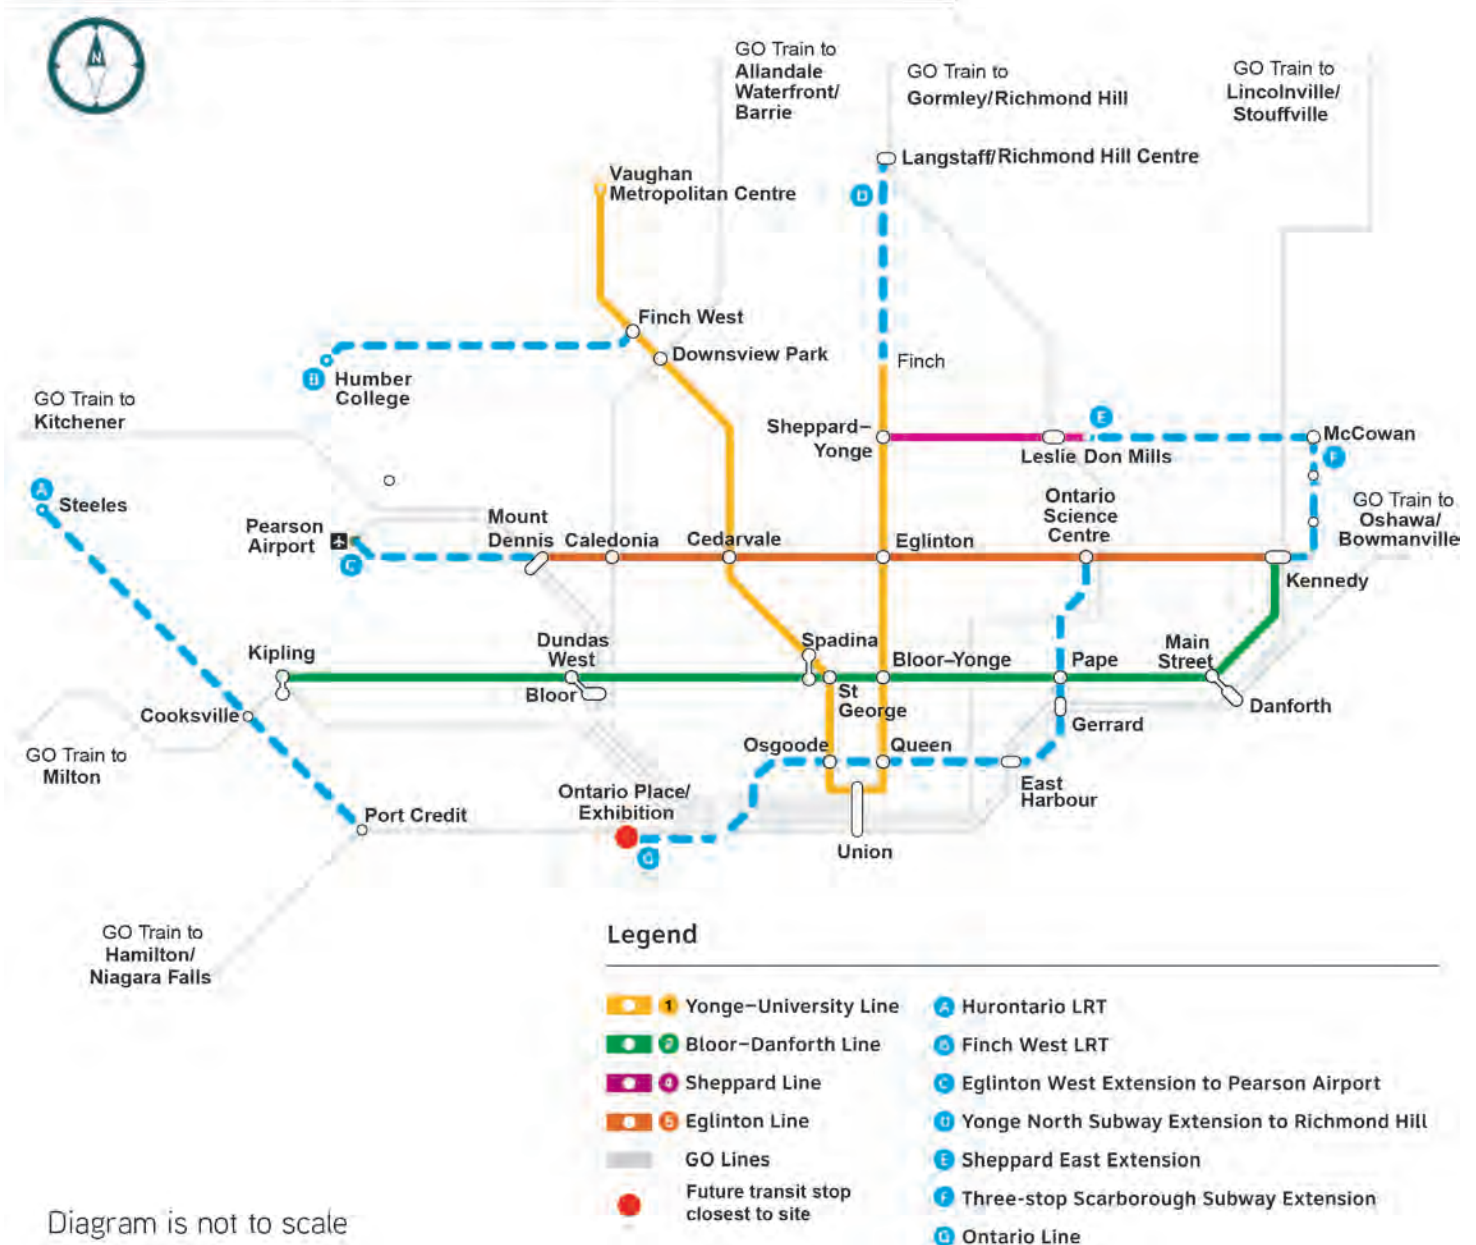 N
GO Train to
Allandale
Waterfront/
Barrie
GO Train to
Gormley/Richmond Hill
GO Train to
Lincolnville/
Stouffville
Langstaff/Richmond Hill Centre
Vaughan
Metropolitan Centre
D
Finch West
Downsview Park
Finch
B
Humber
College
GO Train to
Kitchener
Sheppard–
Yonge
E
Leslie Don Mills
McCowan
F
A
Steeles
Pearson
Airport
C
Mount
Dennis
Caledonia
Cedarvale
Eglinton
Ontario
Science
Centre
GO Train to
Oshawa/
Bowmanville
Kennedy
Kipling
Dundas
West
Bloor
Spadina
St
George
Bloor–Yonge
Pape
Main
Street
Danforth
Cooksville
Gerrard
GO Train to
Milton
Osgoode
Queen
East
Harbour
Ontario Place/
Exhibition
G
Port Credit
Union
GO Train to
Hamilton/
Niagara Falls
Legend
1 Yonge–University Line
2 Bloor–Danforth Line
4 Sheppard Line
5 Eglinton Line
GO Lines
Future transit stop
closest to site
A Hurontario LRT
B Finch West LRT
C Eglinton West Extension to Pearson Airport
D Yonge North Subway Extension to Richmond Hill
E Sheppard East Extension
F Three-stop Scarborough Subway Extension
G Ontario Line
Diagram is not to scale